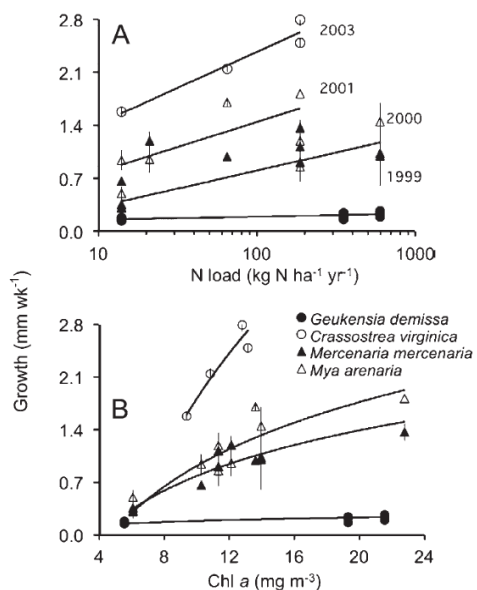 A
2.8
2.1
1.4
0.7
0.0
2003
2001
2000
1999
10 100 1000
N load (kg N ha-1 yr-1)
Growth (mm wk-1)
B
2.8
2.1
1.4
0.7
0.0
Geukensia demissa
Crassostrea virginica
Mercenaria mercenaria
Mya arenaria
4 8 12 16 20 24
Chl a (mg m-3)